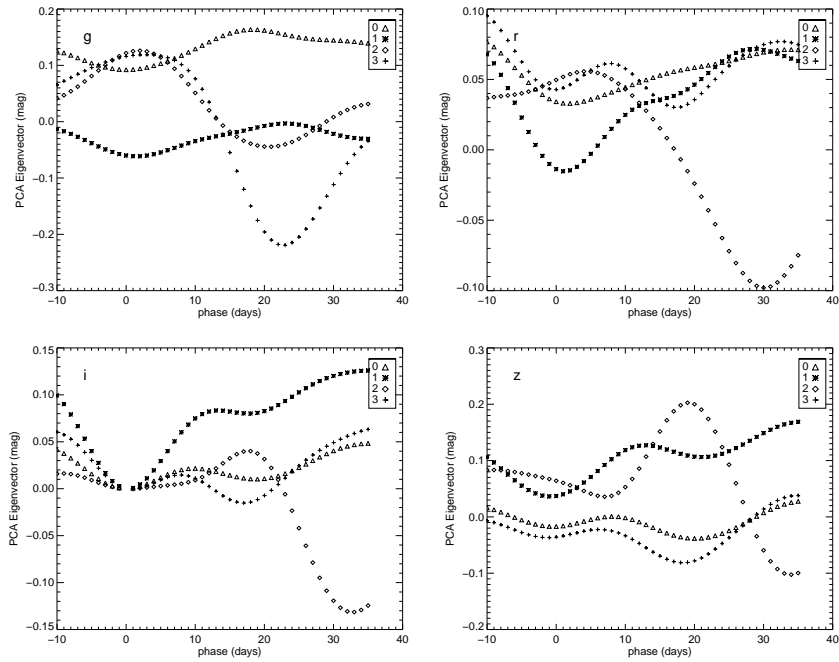 g
0
1
2
3
0.2
0.1
0.0
-0.1
-0.2
-0.3
PCA Eigenvector (mag)
-10 0 10 20 30 40
phase (days)
r
0
1
2
3
0.10
0.05
0.00
-0.05
-0.10
PCA Eigenvector (mag)
-10 0 10 20 30 40
phase (days)
i
0
1
2
3
0.15
0.10
0.05
0.00
-0.05
-0.10
-0.15
PCA Eigenvector (mag)
-10 0 10 20 30 40
phase (days)
z
0
1
2
3
0.3
0.2
0.1
0.0
-0.1
-0.2
PCA Eigenvector (mag)
-10 0 10 20 30 40
phase (days)